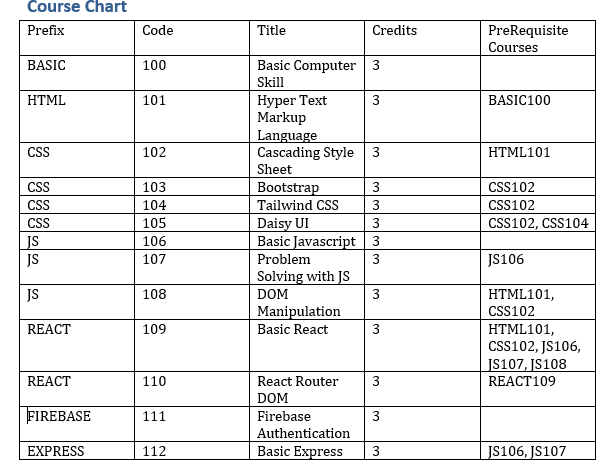 Course Chart
Prefix Code Title Credits PreRequisite
Courses
BASIC 100 Basic Computer 3
Skill
HTML 101 Hyper Text 3 BASIC100
Markup
Language
CSS 102 Cascading Style 3 HTML101
Sheet
CSS 103 Bootstrap 3 CSS102
CSS 104 Tailwind CSS 3 CSS102
CSS 105 Daisy UI 3 CSS102, CSS104
JS 106 Basic Javascript 3
JS 107 Problem 3 JS106
Solving with JS
JS 108 DOM 3 HTML101,
Manipulation CSS102
REACT 109 Basic React 3 HTML101,
CSS102, JS106,
JS107, JS108
REACT 110 React Router 3 REACT109
DOM
FIREBASE 111 Firebase 3
Authentication
EXPRESS 112 Basic Express 3 JS106, JS107